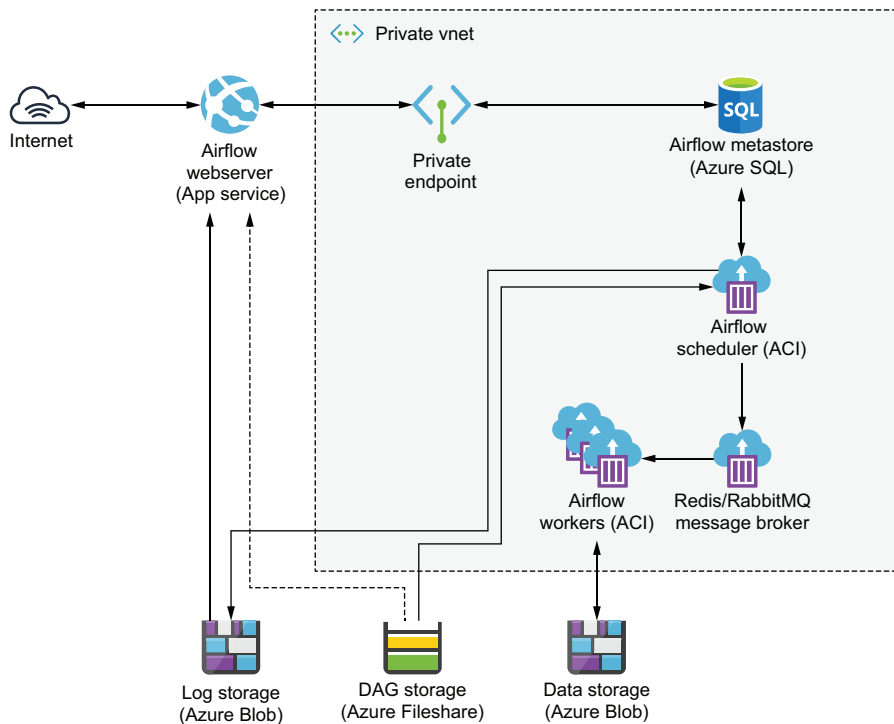 Private vnet
Internet
Airflow
webserver
(App service)
Private
endpoint
SQL
Airflow metastore
(Azure SQL)
Airflow
scheduler (ACI)
Airflow
workers (ACI)
Redis/RabbitMQ
message broker
Log storage
(Azure Blob)
DAG storage
(Azure Fileshare)
Data storage
(Azure Blob)